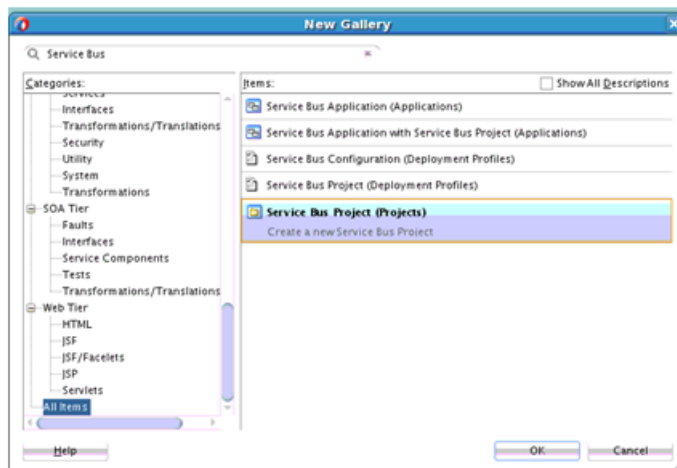 New Gallery
Service Bus
Categories:
Items:
Show All Descriptions
Services
Interfaces
Transformations/Translations
Security
Utility
System
Transformations
SOA Tier
Faults
Interfaces
Service Components
Tests
Transformations/Translations
Web Tier
HTML
JSF
JSF/Facelets
JSP
Servlets
All Items
Service Bus Application (Applications)
Service Bus Application with Service Bus Project (Applications)
Service Bus Configuration (Deployment Profiles)
Service Bus Project (Deployment Profiles)
Service Bus Project (Projects)
Create a new Service Bus Project
Help
OK
Cancel